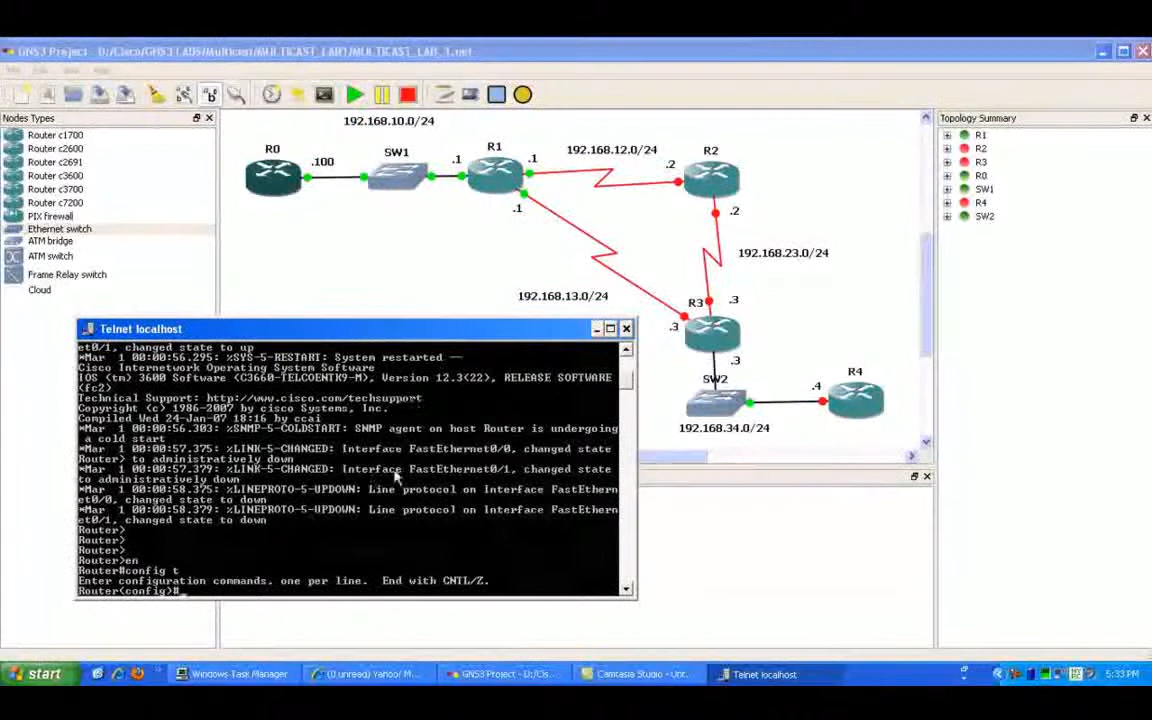 GNS3 Project - D:/Cisco/GNS3 LABS/Multicast/MULTICAST_LAB1/MULTICAST_LAB_1.net
Nodes Types
Router c1700
Router c2600
Router c2691
Router c3600
Router c3700
Router c7200
PIX firewall
Ethernet switch
ATM bridge
ATM switch
Frame Relay switch
Cloud
192.168.10.0/24
R0
.100
SW1
.1
R1
.1
192.168.12.0/24
R2
.2
.1
.2
192.168.23.0/24
192.168.13.0/24
R3
.3
.3
.3
SW2
.4
R4
192.168.34.0/24
Topology Summary
R1
R2
R3
R0
SW1
R4
SW2
Telnet localhost
et0/1, changed state to up
*Mar 1 00:00:56.295: %SYS-5-RESTART: System restarted --
Cisco Internetwork Operating System Software
IOS (tm) 3600 Software (C3660-TELCOENTK9-M), Version 12.3(22), RELEASE SOFTWARE
(fc2)
Technical Support: http://www.cisco.com/techsupport
Copyright (c) 1986-2007 by cisco Systems, Inc.
Compiled Wed 24-Jan-07 18:16 by ccai
*Mar 1 00:00:56.303: %SNMP-5-COLDSTART: SNMP agent on host Router is undergoing
a cold start
*Mar 1 00:00:57.375: %LINK-5-CHANGED: Interface FastEthernet0/0, changed state
Router> to administratively down
*Mar 1 00:00:57.379: %LINK-5-CHANGED: Interface FastEthernet0/1, changed state
to administratively down
*Mar 1 00:00:58.375: %LINEPROTO-5-UPDOWN: Line protocol on Interface FastEthern
et0/0, changed state to down
*Mar 1 00:00:58.379: %LINEPROTO-5-UPDOWN: Line protocol on Interface FastEthern
et0/1, changed state to down
Router>
Router>
Router>
Router>en
Router#config t
Enter configuration commands, one per line. End with CNTL/Z.
Router(config)#
start
Windows Task Manager
(0 unread) Yahoo! M...
GNS3 Project - D:/Cis...
Camtasia Studio - Unt...
Telnet localhost
5:33 PM